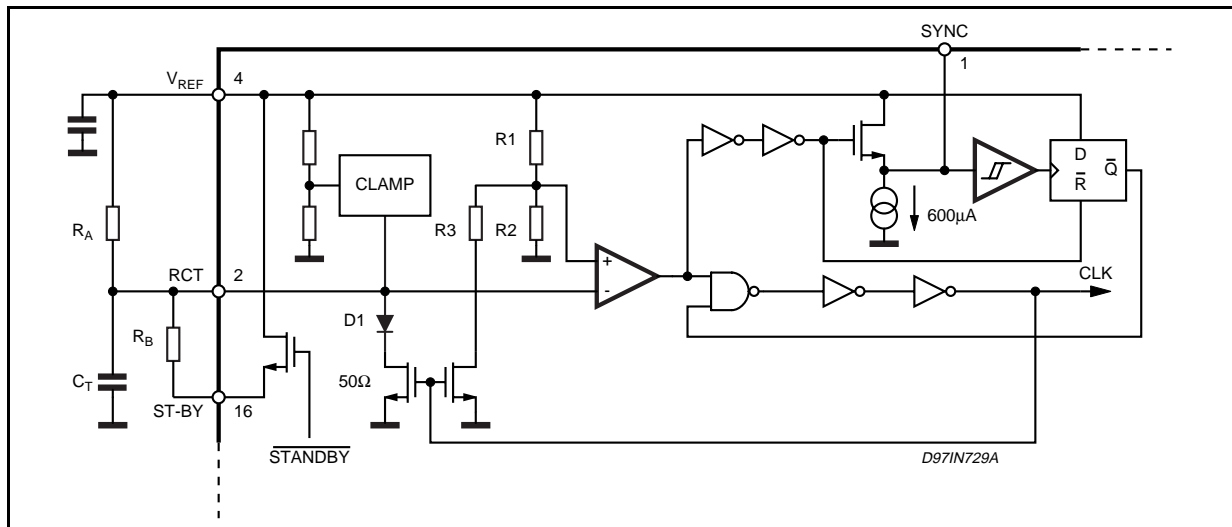 SYNC
1
VREF
4
R1
D
Q
R
CLAMP
600µA
RA
R3
R2
+
-
CLK
RCT
2
D1
RB
50Ω
CT
ST-BY
16
STANDBY
D97IN729A